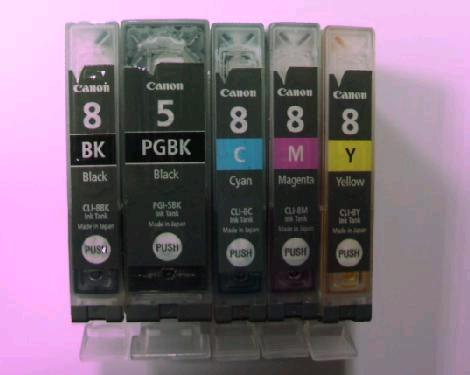 Canon
8
BK
Black
CLI-8BK
Ink Tank
Made in Japan
PUSH
Canon
5
PGBK
Black
PGI-5BK
Ink Tank
Made in Japan
PUSH
Canon
8
C
Cyan
CLI-8C
Ink Tank
Made in Japan
PUSH
Canon
8
M
Magenta
CLI-8M
Ink Tank
Made in Japan
PUSH
Canon
8
Y
Yellow
CLI-8Y
Ink Tank
Made in Japan
PUSH